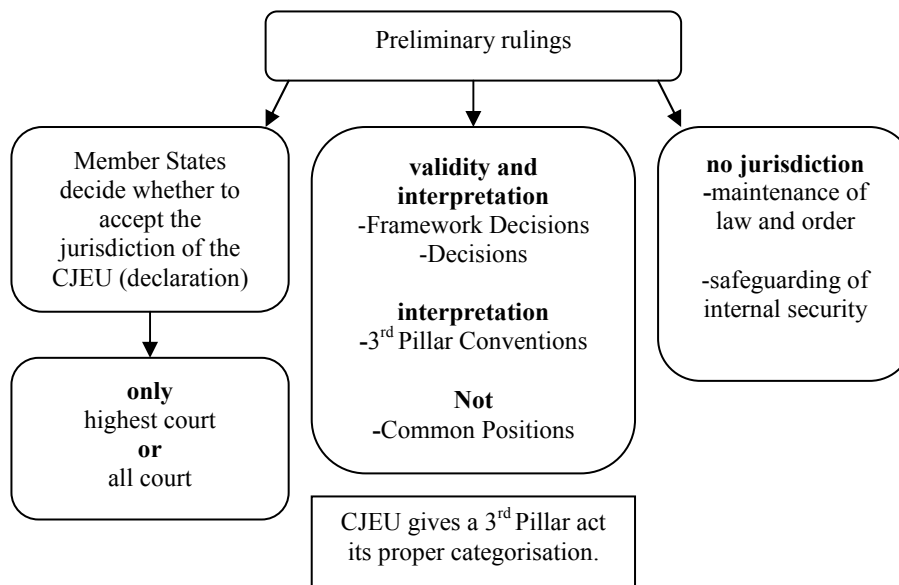 Preliminary rulings
Member States
decide whether to
accept the
jurisdiction of the
CJEU (declaration)
only
highest court
or
all court
validity and
interpretation
-Framework Decisions
-Decisions
interpretation
-3rd Pillar Conventions
Not
-Common Positions
CJEU gives a 3rd Pillar act
its proper categorisation.
no jurisdiction
-maintenance of
law and order
-safeguarding of
internal security